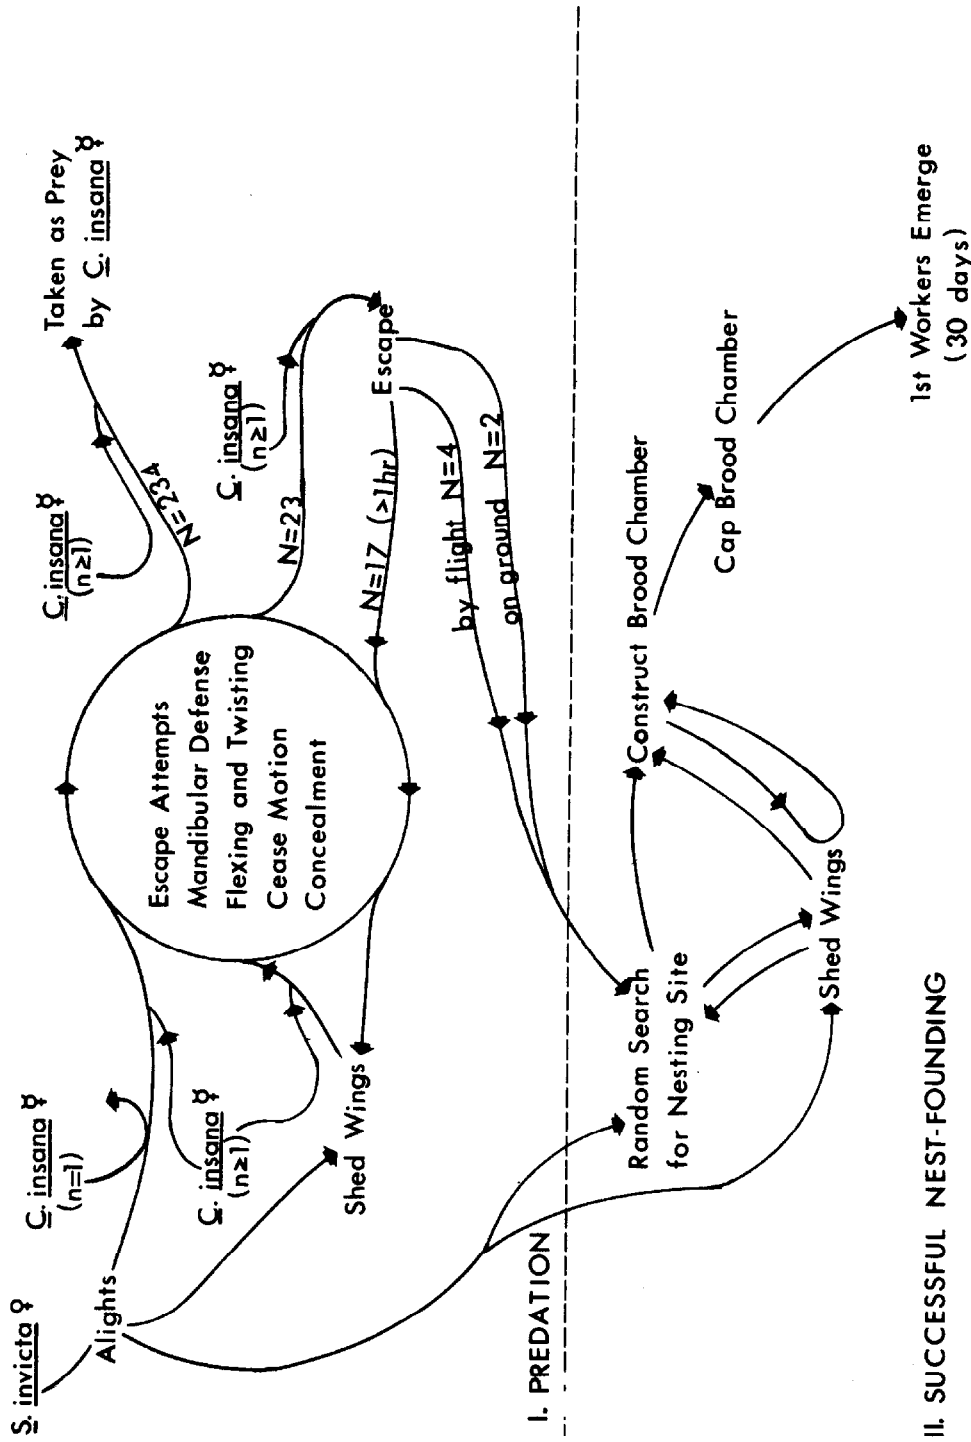 S. invicta ♀
Alights
C. insana ☿
(n=1)
C. insana ☿
(n≥1)
Shed Wings
Escape Attempts
Mandibular Defense
Flexing and Twisting
Cease Motion
Concealment
C. insana ☿
(n≥1)
N=234
Taken as Prey
by C. insana ☿
C. insana ☿
(n≥1)
N=23
Escape
N=17 (>1hr)
by flight N=4
on ground N=2
I. PREDATION
Random Search
for Nesting Site
Shed Wings
Construct Brood Chamber
Cap Brood Chamber
1st Workers Emerge
(30 days)
II. SUCCESSFUL NEST-FOUNDING